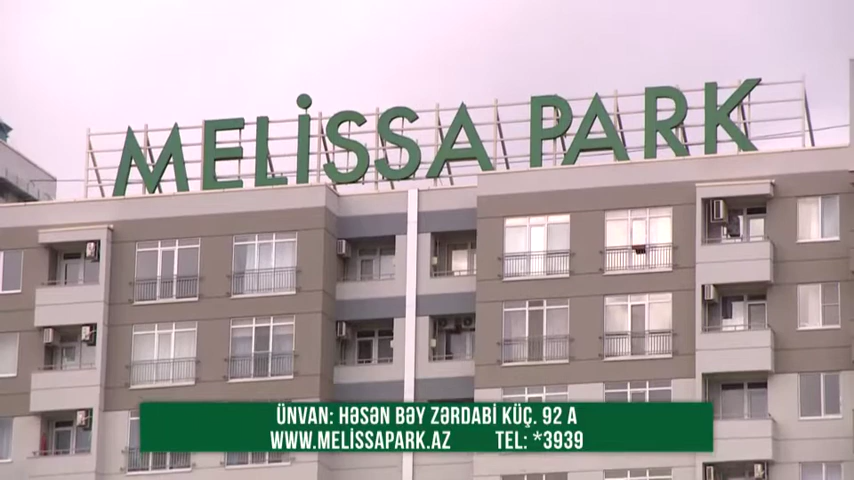 MELİSSA PARK
ÜNVAN: HƏSƏN BƏY ZƏRDABİ KÜÇ. 92 A
WWW.MELISSAPARK.AZ TEL: *3939